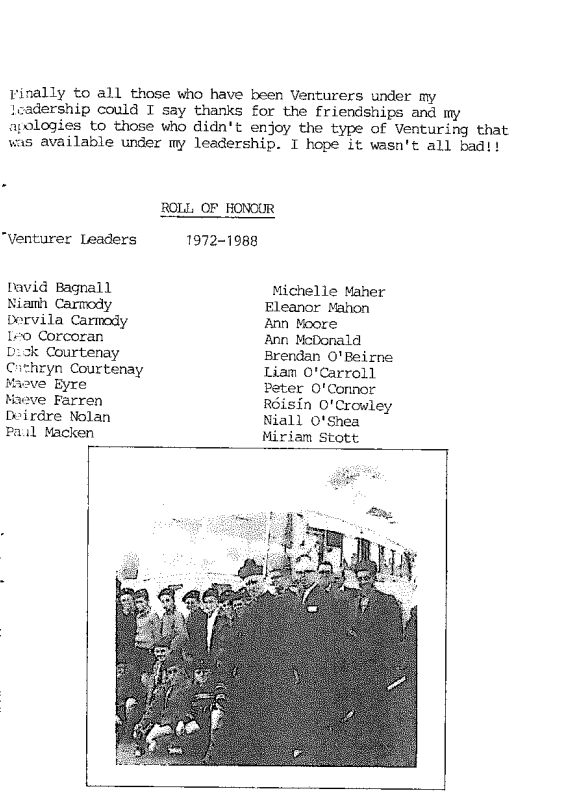 Finally to all those who have been Venturers under my
leadership could I say thanks for the friendships and my
apologies to those who didn't enjoy the type of Venturing that
was available under my leadership. I hope it wasn't all bad!!
ROLL OF HONOUR
Venturer Leaders 1972-1988
David Bagnall
Niamh Carmody
Dervila Carmody
Leo Corcoran
Dick Courtenay
Cathryn Courtenay
Maeve Eyre
Maeve Farren
Deirdre Nolan
Paul Macken
Michelle Maher
Eleanor Mahon
Ann Moore
Ann McDonald
Brendan O'Beirne
Liam O'Carroll
Peter O'Connor
Róisín O'Crowley
Niall O'Shea
Miriam Stott